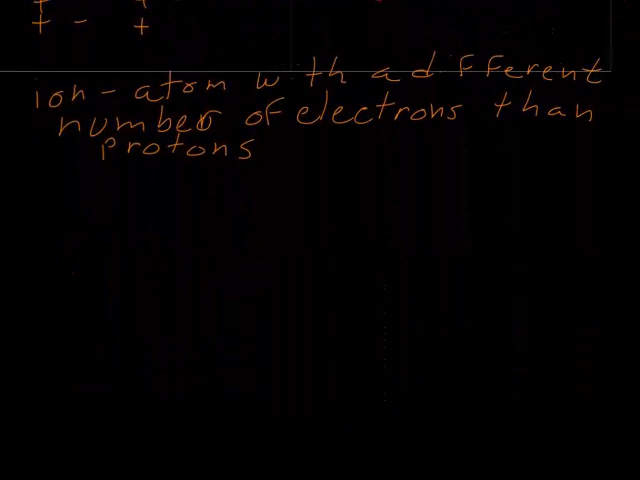 + +
+ - +
ion - atom with a different
number of electrons than
protons